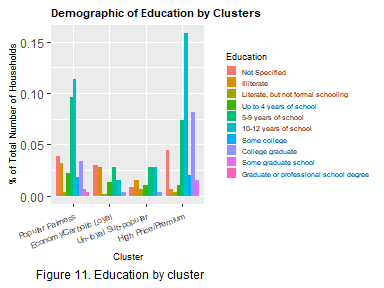 Demographic of Education by Clusters
% of Total Number of Households
0.15
0.10
0.05
0.00
Popular Fairness
Economy/Carbolic Loyal
Un-loyal Sub-popular
High Price/Premium
Cluster
Education
Not Specified
Illiterate
Literate, but not formal schooling
Up to 4 years of school
5-9 years of school
10-12 years of school
Some college
College graduate
Some graduate school
Graduate or professional school degree
Figure 11. Education by cluster